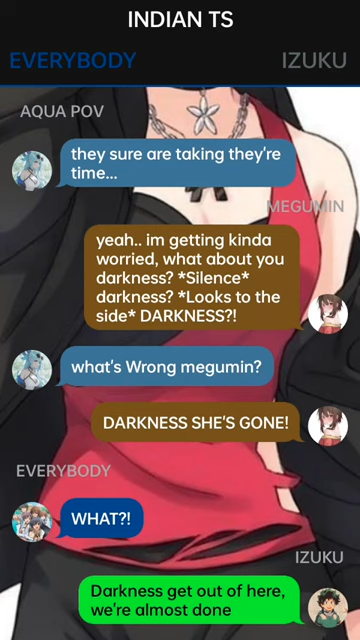 INDIAN TS
EVERYBODY
IZUKU
AQUA POV
they sure are taking they're
time...
MEGUMIN
yeah.. im getting kinda
worried, what about you
darkness? *Silence*
darkness? *Looks to the
side* DARKNESS?!
what's Wrong megumin?
DARKNESS SHE'S GONE!
EVERYBODY
WHAT?!
IZUKU
Darkness get out of here,
we're almost done